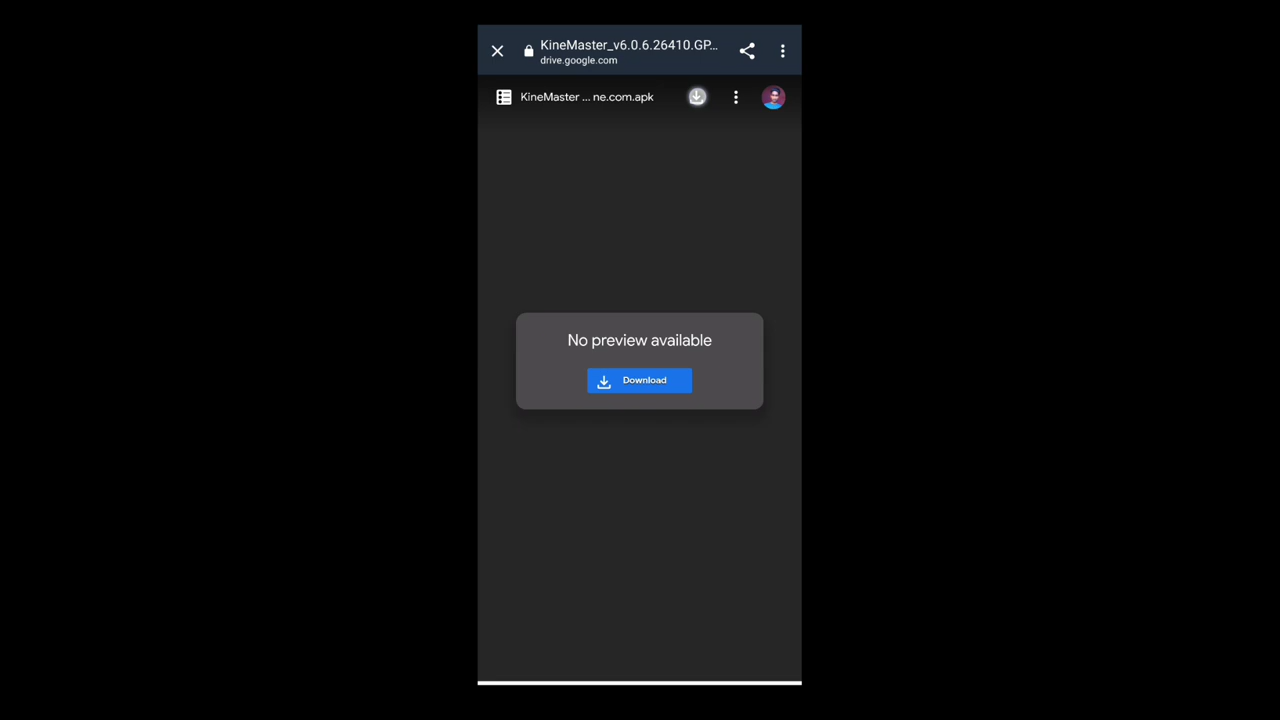 KineMaster_v6.0.6.26410.GP...
drive.google.com
KineMaster ... ne.com.apk
No preview available
Download